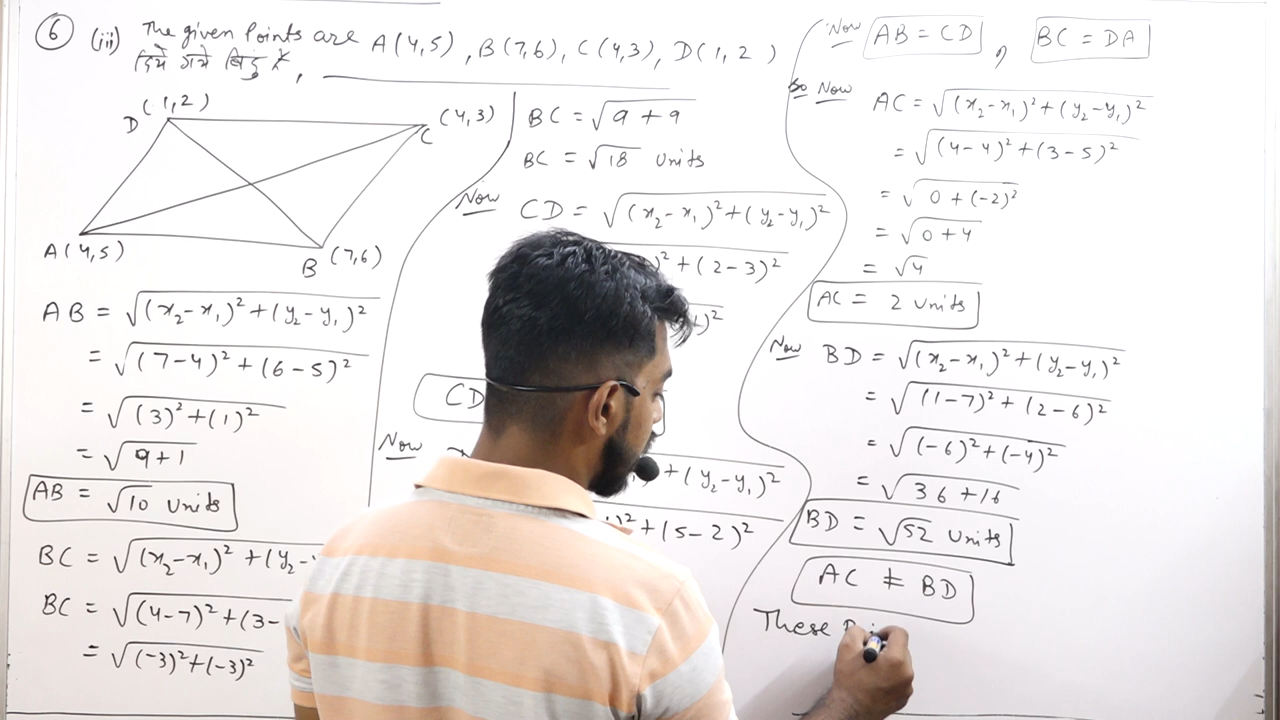 ⑥ (iii) The given Points are A(4,5), B(7,6), C(4,3), D(1,2)
दिये गये बिंदु हैं,
D(1,2)
C(4,3)
A(4,5)
B(7,6)
AB = √((x₂-x₁)²+(y₂-y₁)²)
= √((7-4)²+(6-5)²)
= √((3)²+(1)²)
= √(9+1)
AB = √10 units
BC = √((x₂-x₁)²+(y₂-
BC = √((4-7)²+(3-
= √((-3)²+(-3)²)
BC = √(9+9)
BC = √18 units
Now CD = √((x₂-x₁)²+(y₂-y₁)²)
)²+(2-3)²
)²
CD
Now
+(y₂-y₁)²
)²+(5-2)²
Now AB = CD, BC = DA
So Now AC = √((x₂-x₁)²+(y₂-y₁)²)
= √((4-4)²+(3-5)²)
= √(0+(-2)²)
= √(0+4)
= √4
AC = 2 units
Now BD = √((x₂-x₁)²+(y₂-y₁)²)
= √((1-7)²+(2-6)²)
= √((-6)²+(-4)²)
= √(36+16)
BD = √52 units
AC ≠ BD
These